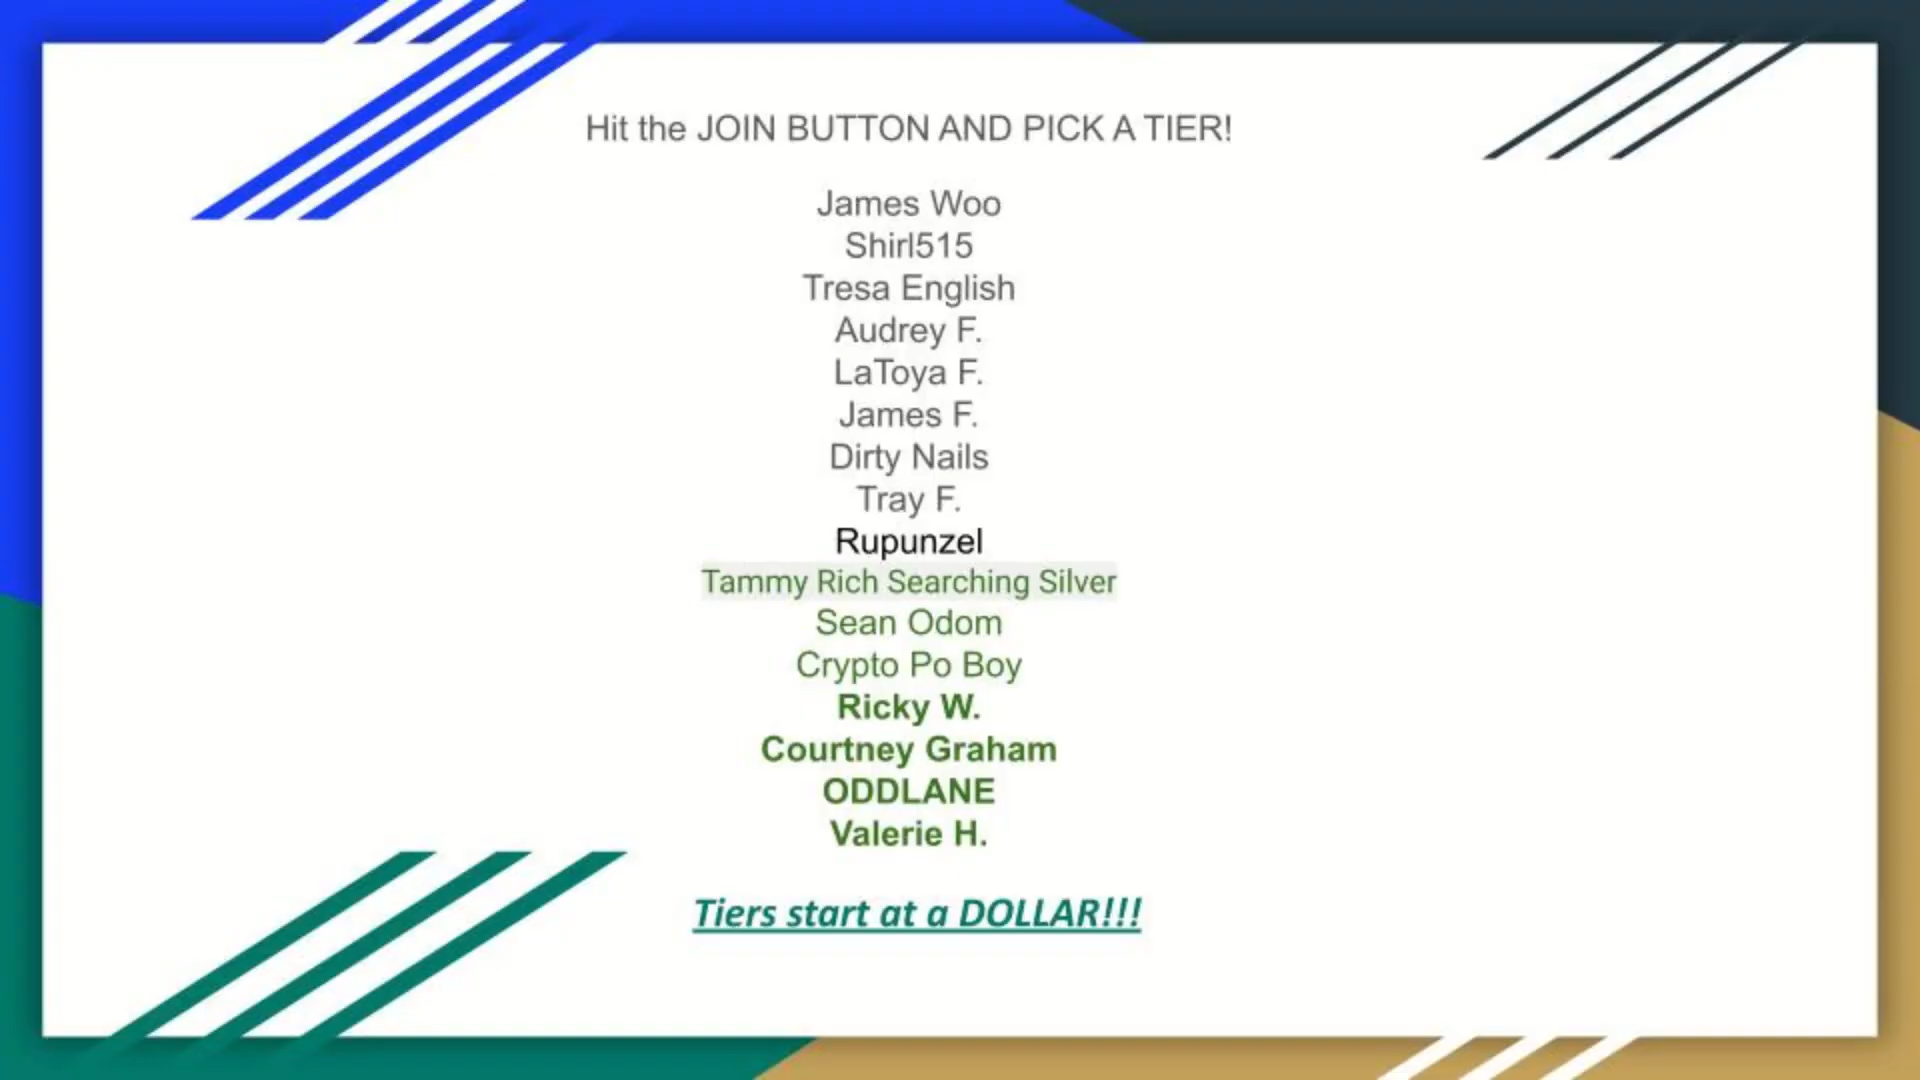 Hit the JOIN BUTTON AND PICK A TIER!
James Woo
Shirl515
Tresa English
Audrey F.
LaToya F.
James F.
Dirty Nails
Tray F.
Rupunzel
Tammy Rich Searching Silver
Sean Odom
Crypto Po Boy
Ricky W.
Courtney Graham
ODDLANE
Valerie H.
Tiers start at a DOLLAR!!!